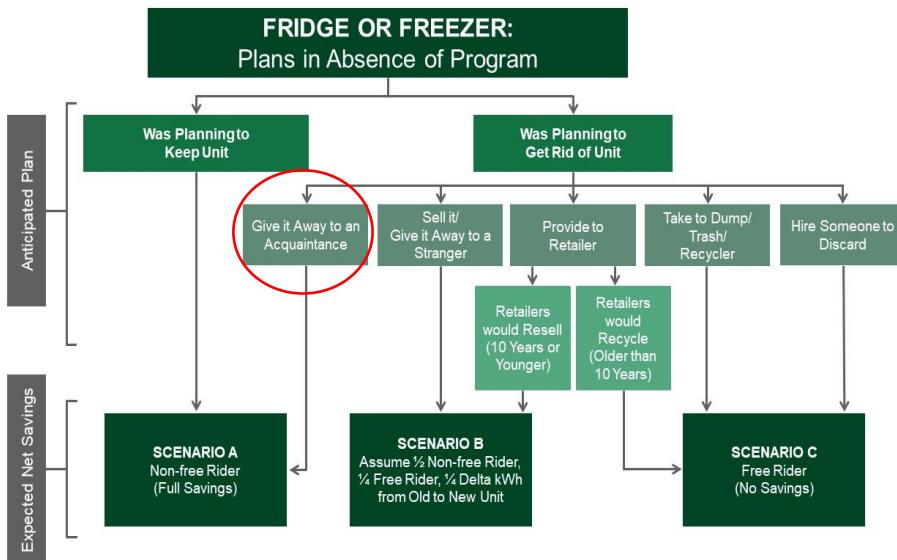 FRIDGE OR FREEZER:
Plans in Absence of Program
Anticipated Plan
Was Planning to
Keep Unit
Was Planning to
Get Rid of Unit
Give it Away to an
Acquaintance
Sell it/
Give it Away to a
Stranger
Provide to
Retailer
Take to Dump/
Trash/
Recycler
Hire Someone to
Discard
Retailers
would Resell
(10 Years or
Younger)
Retailers
would
Recycle
(Older than
10 Years)
Expected Net Savings
SCENARIO A
Non-free Rider
(Full Savings)
SCENARIO B
Assume ½ Non-free Rider,
¼ Free Rider, ¼ Delta kWh
from Old to New Unit
SCENARIO C
Free Rider
(No Savings)